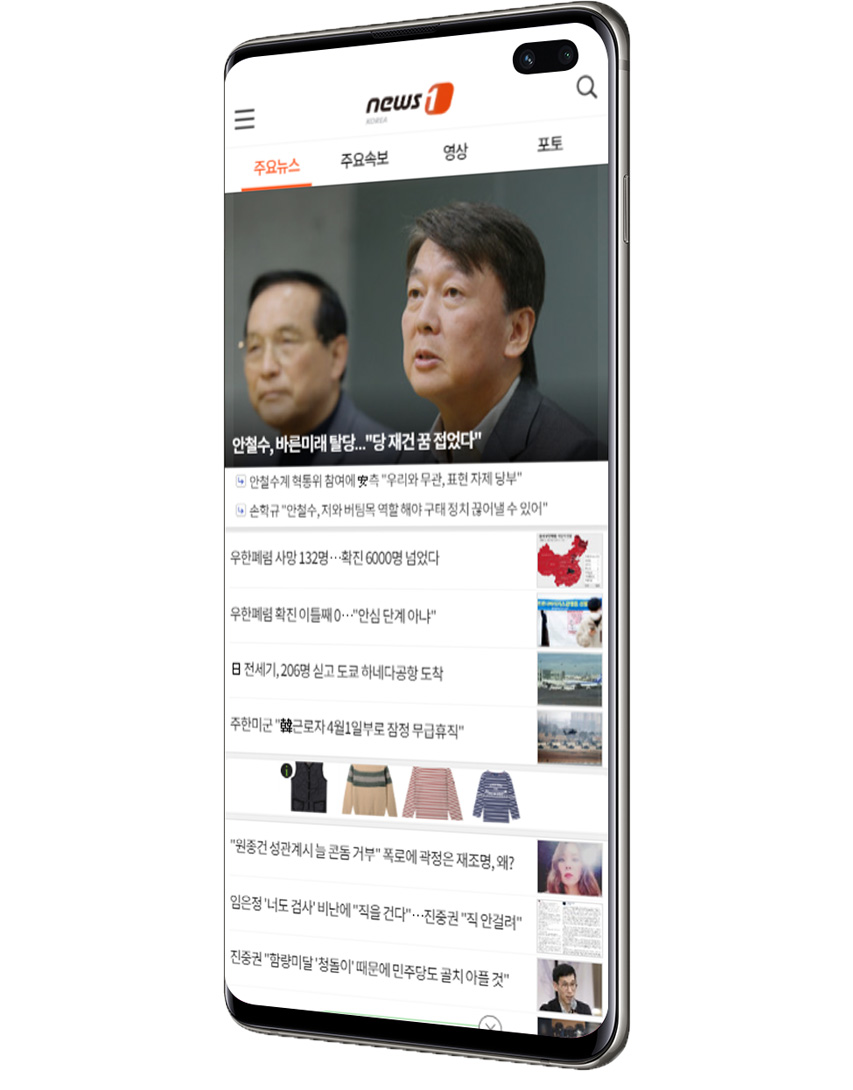 news1
KOREA
주요뉴스 주요속보 영상 포토
안철수, 바른미래 탈당..."당 재건 꿈 접었다"
안철수계 혁통위 참여에 安측 "우리와 무관, 표현 자제 당부"
손학규 "안철수, 저와 버팀목 역할 해야 구태 정치 끊어낼 수 있어"
우한폐렴 사망 132명…확진 6000명 넘었다
우한폐렴 확진 이틀째 0…"안심 단계 아냐"
日 전세기, 206명 싣고 도쿄 하네다공항 도착
주한미군 "韓근로자 4월1일부로 잠정 무급휴직"
"원종건 성관계시 늘 콘돔 거부" 폭로에 곽정은 재조명, 왜?
임은정 '너도 검사' 비난에 "직을 건다"…진중권 "직 안걸려"
진중권 "함량미달 '청돌이' 때문에 민주당도 골치 아플 것"